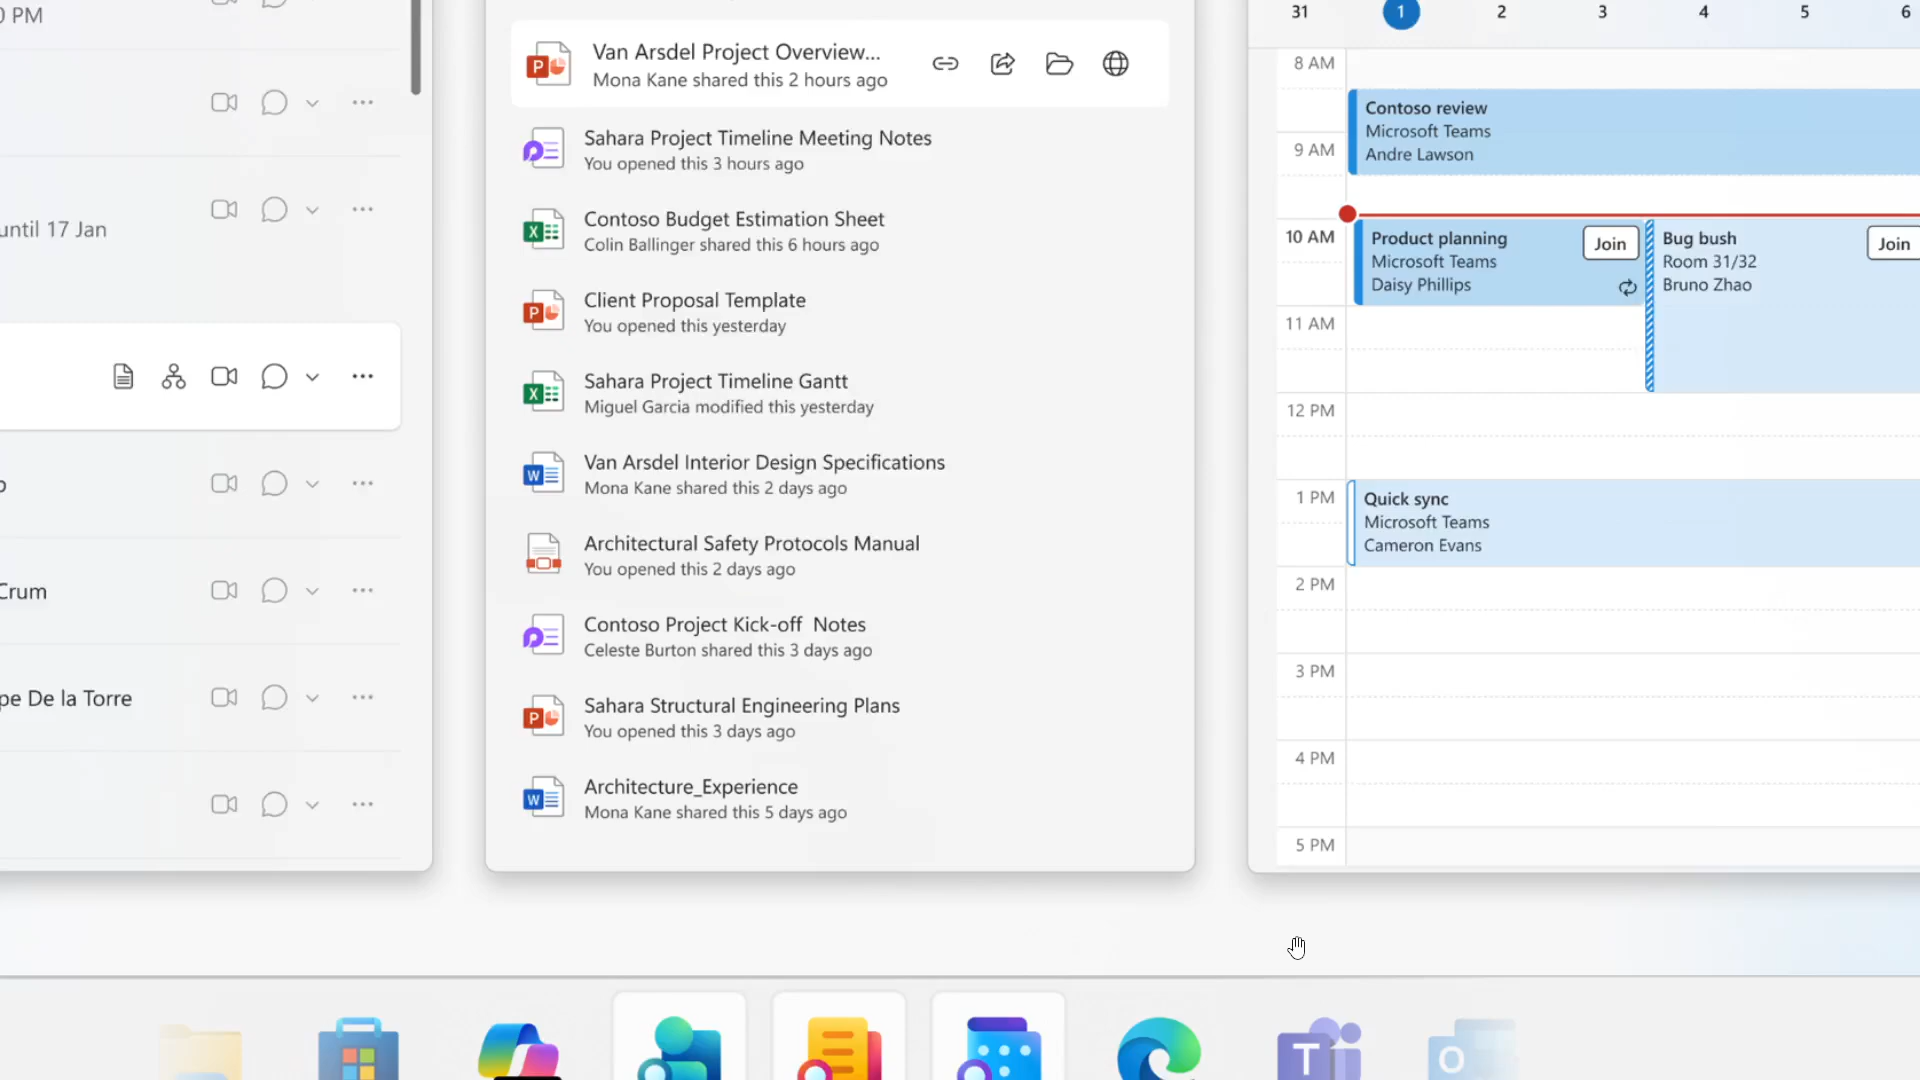 0 PM
until 17 Jan
Crum
pe De la Torre
Van Arsdel Project Overview...
Mona Kane shared this 2 hours ago
Sahara Project Timeline Meeting Notes
You opened this 3 hours ago
Contoso Budget Estimation Sheet
Colin Ballinger shared this 6 hours ago
Client Proposal Template
You opened this yesterday
Sahara Project Timeline Gantt
Miguel Garcia modified this yesterday
Van Arsdel Interior Design Specifications
Mona Kane shared this 2 days ago
Architectural Safety Protocols Manual
You opened this 2 days ago
Contoso Project Kick-off  Notes
Celeste Burton shared this 3 days ago
Sahara Structural Engineering Plans
You opened this 3 days ago
Architecture_Experience
Mona Kane shared this 5 days ago
31 1 2 3 4 5 6
8 AM
Contoso review
Microsoft Teams
Andre Lawson
9 AM
10 AM
Product planning
Microsoft Teams
Daisy Phillips
Join
Bug bush
Room 31/32
Bruno Zhao
Join
11 AM
12 PM
1 PM
Quick sync
Microsoft Teams
Cameron Evans
2 PM
3 PM
4 PM
5 PM